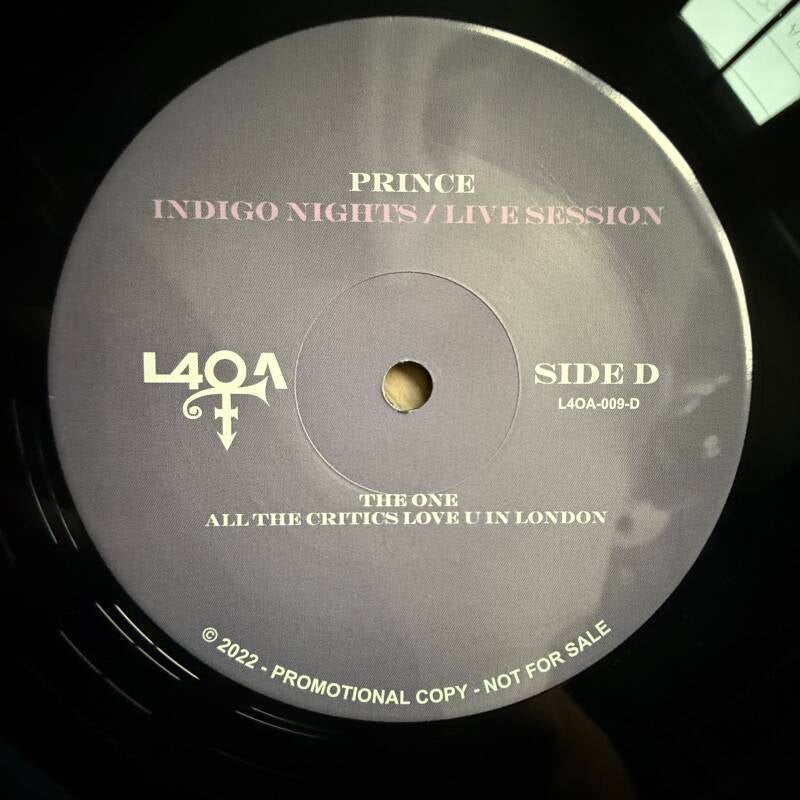 PRINCE
INDIGO NIGHTS / LIVE SESSION
L4OA
SIDE D
L4OA-009-D
THE ONE
ALL THE CRITICS LOVE U IN LONDON
© 2022 - PROMOTIONAL COPY - NOT FOR SALE